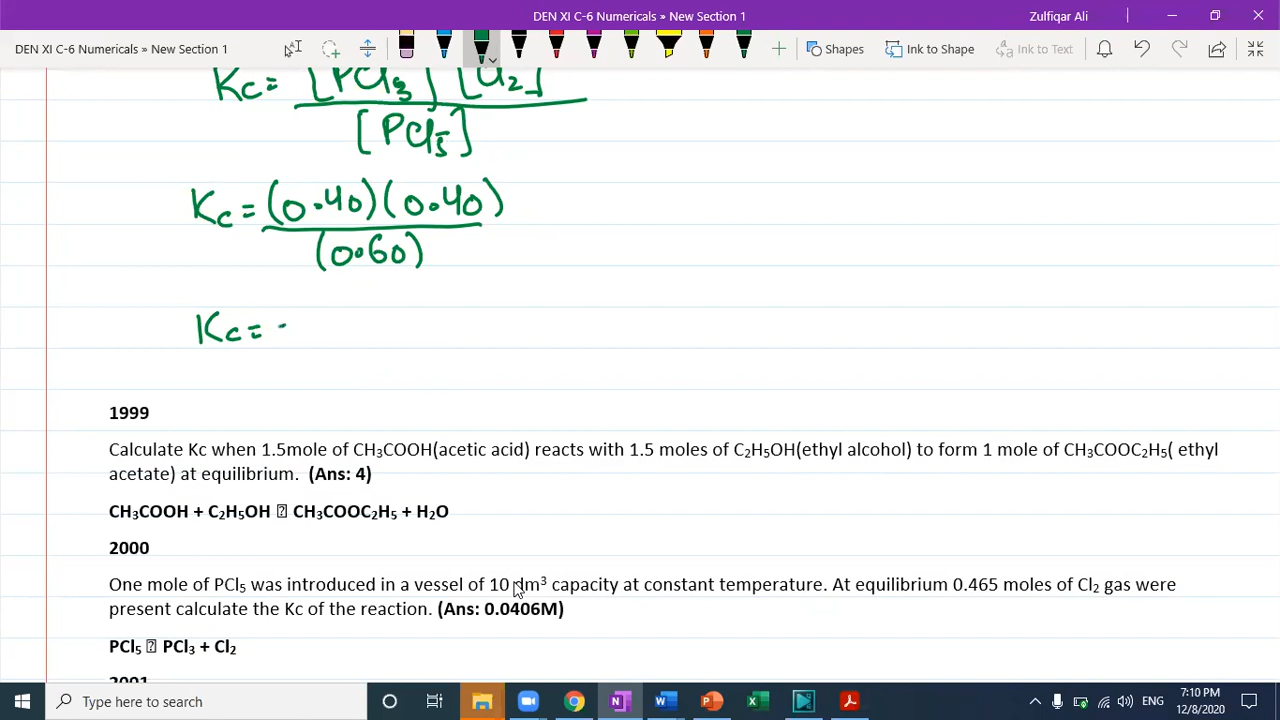 DEN XI C-6 Numericals » New Section 1
Zulfiqar Ali
DEN XI C-6 Numericals » New Section 1
Shapes
Ink to Shape
Ink to Text
Kc = [PCl₃] [Cl₂]
[PCl₅]
Kc = (0.40)(0.40)
(0.60)
Kc =
1999
Calculate Kc when 1.5mole of CH₃COOH(acetic acid) reacts with 1.5 moles of C₂H₅OH(ethyl alcohol) to form 1 mole of CH₃COOC₂H₅( ethyl
acetate) at equilibrium. (Ans: 4)
CH₃COOH + C₂H₅OH ⍰ CH₃COOC₂H₅ + H₂O
2000
One mole of PCl₅ was introduced in a vessel of 10 dm³ capacity at constant temperature. At equilibrium 0.465 moles of Cl₂ gas were
present calculate the Kc of the reaction. (Ans: 0.0406M)
PCl₅ ⍰ PCl₃ + Cl₂
2001
Type here to search
ENG
7:10 PM
12/8/2020